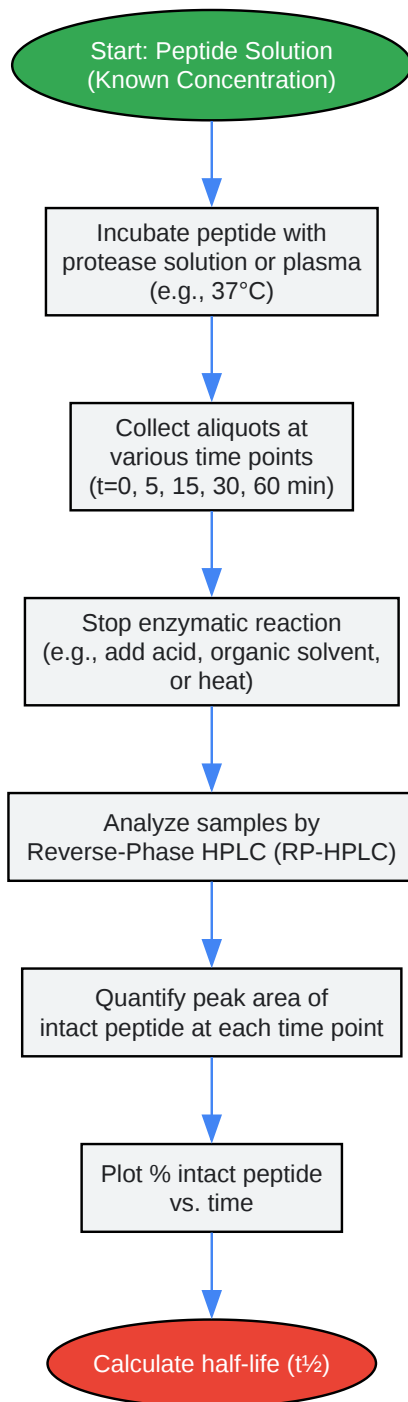 Start: Peptide Solution
(Known Concentration)
Incubate peptide with
protease solution or plasma
(e.g., 37°C)
Collect aliquots at
various time points
(t=0, 5, 15, 30, 60 min)
Stop enzymatic reaction
(e.g., add acid, organic solvent,
or heat)
Analyze samples by
Reverse-Phase HPLC (RP-HPLC)
Quantify peak area of
intact peptide at each time point
Plot % intact peptide
vs. time
Calculate half-life (t½)